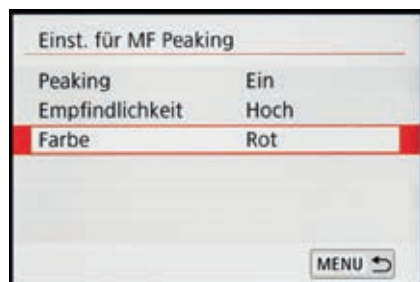 Einst. für MF Peaking
Peaking Ein
Empfindlichkeit Hoch
Farbe Rot
MENU